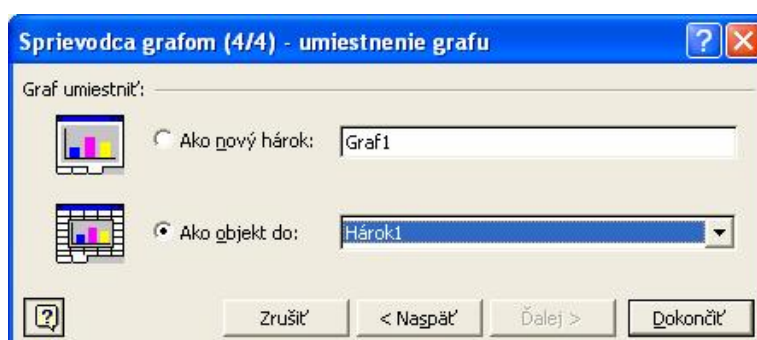 Sprievodca grafom (4/4) - umiestnenie grafu
Graf umiestniť:
Ako nový hárok: Graf1
Ako objekt do: Hárok1
Zrušiť < Naspäť Ďalej > Dokončiť